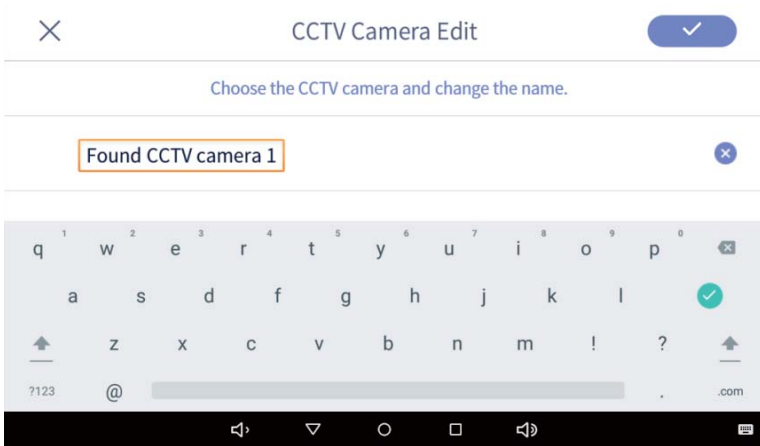 CCTV Camera Edit
Choose the CCTV camera and change the name.
Found CCTV camera 1
q 1 w 2 e 3 r 4 t 5 y 6 u 7 i 8 o 9 p 0
a s d f g h j k l
z x c v b n m ! ?
?123 @ . .com